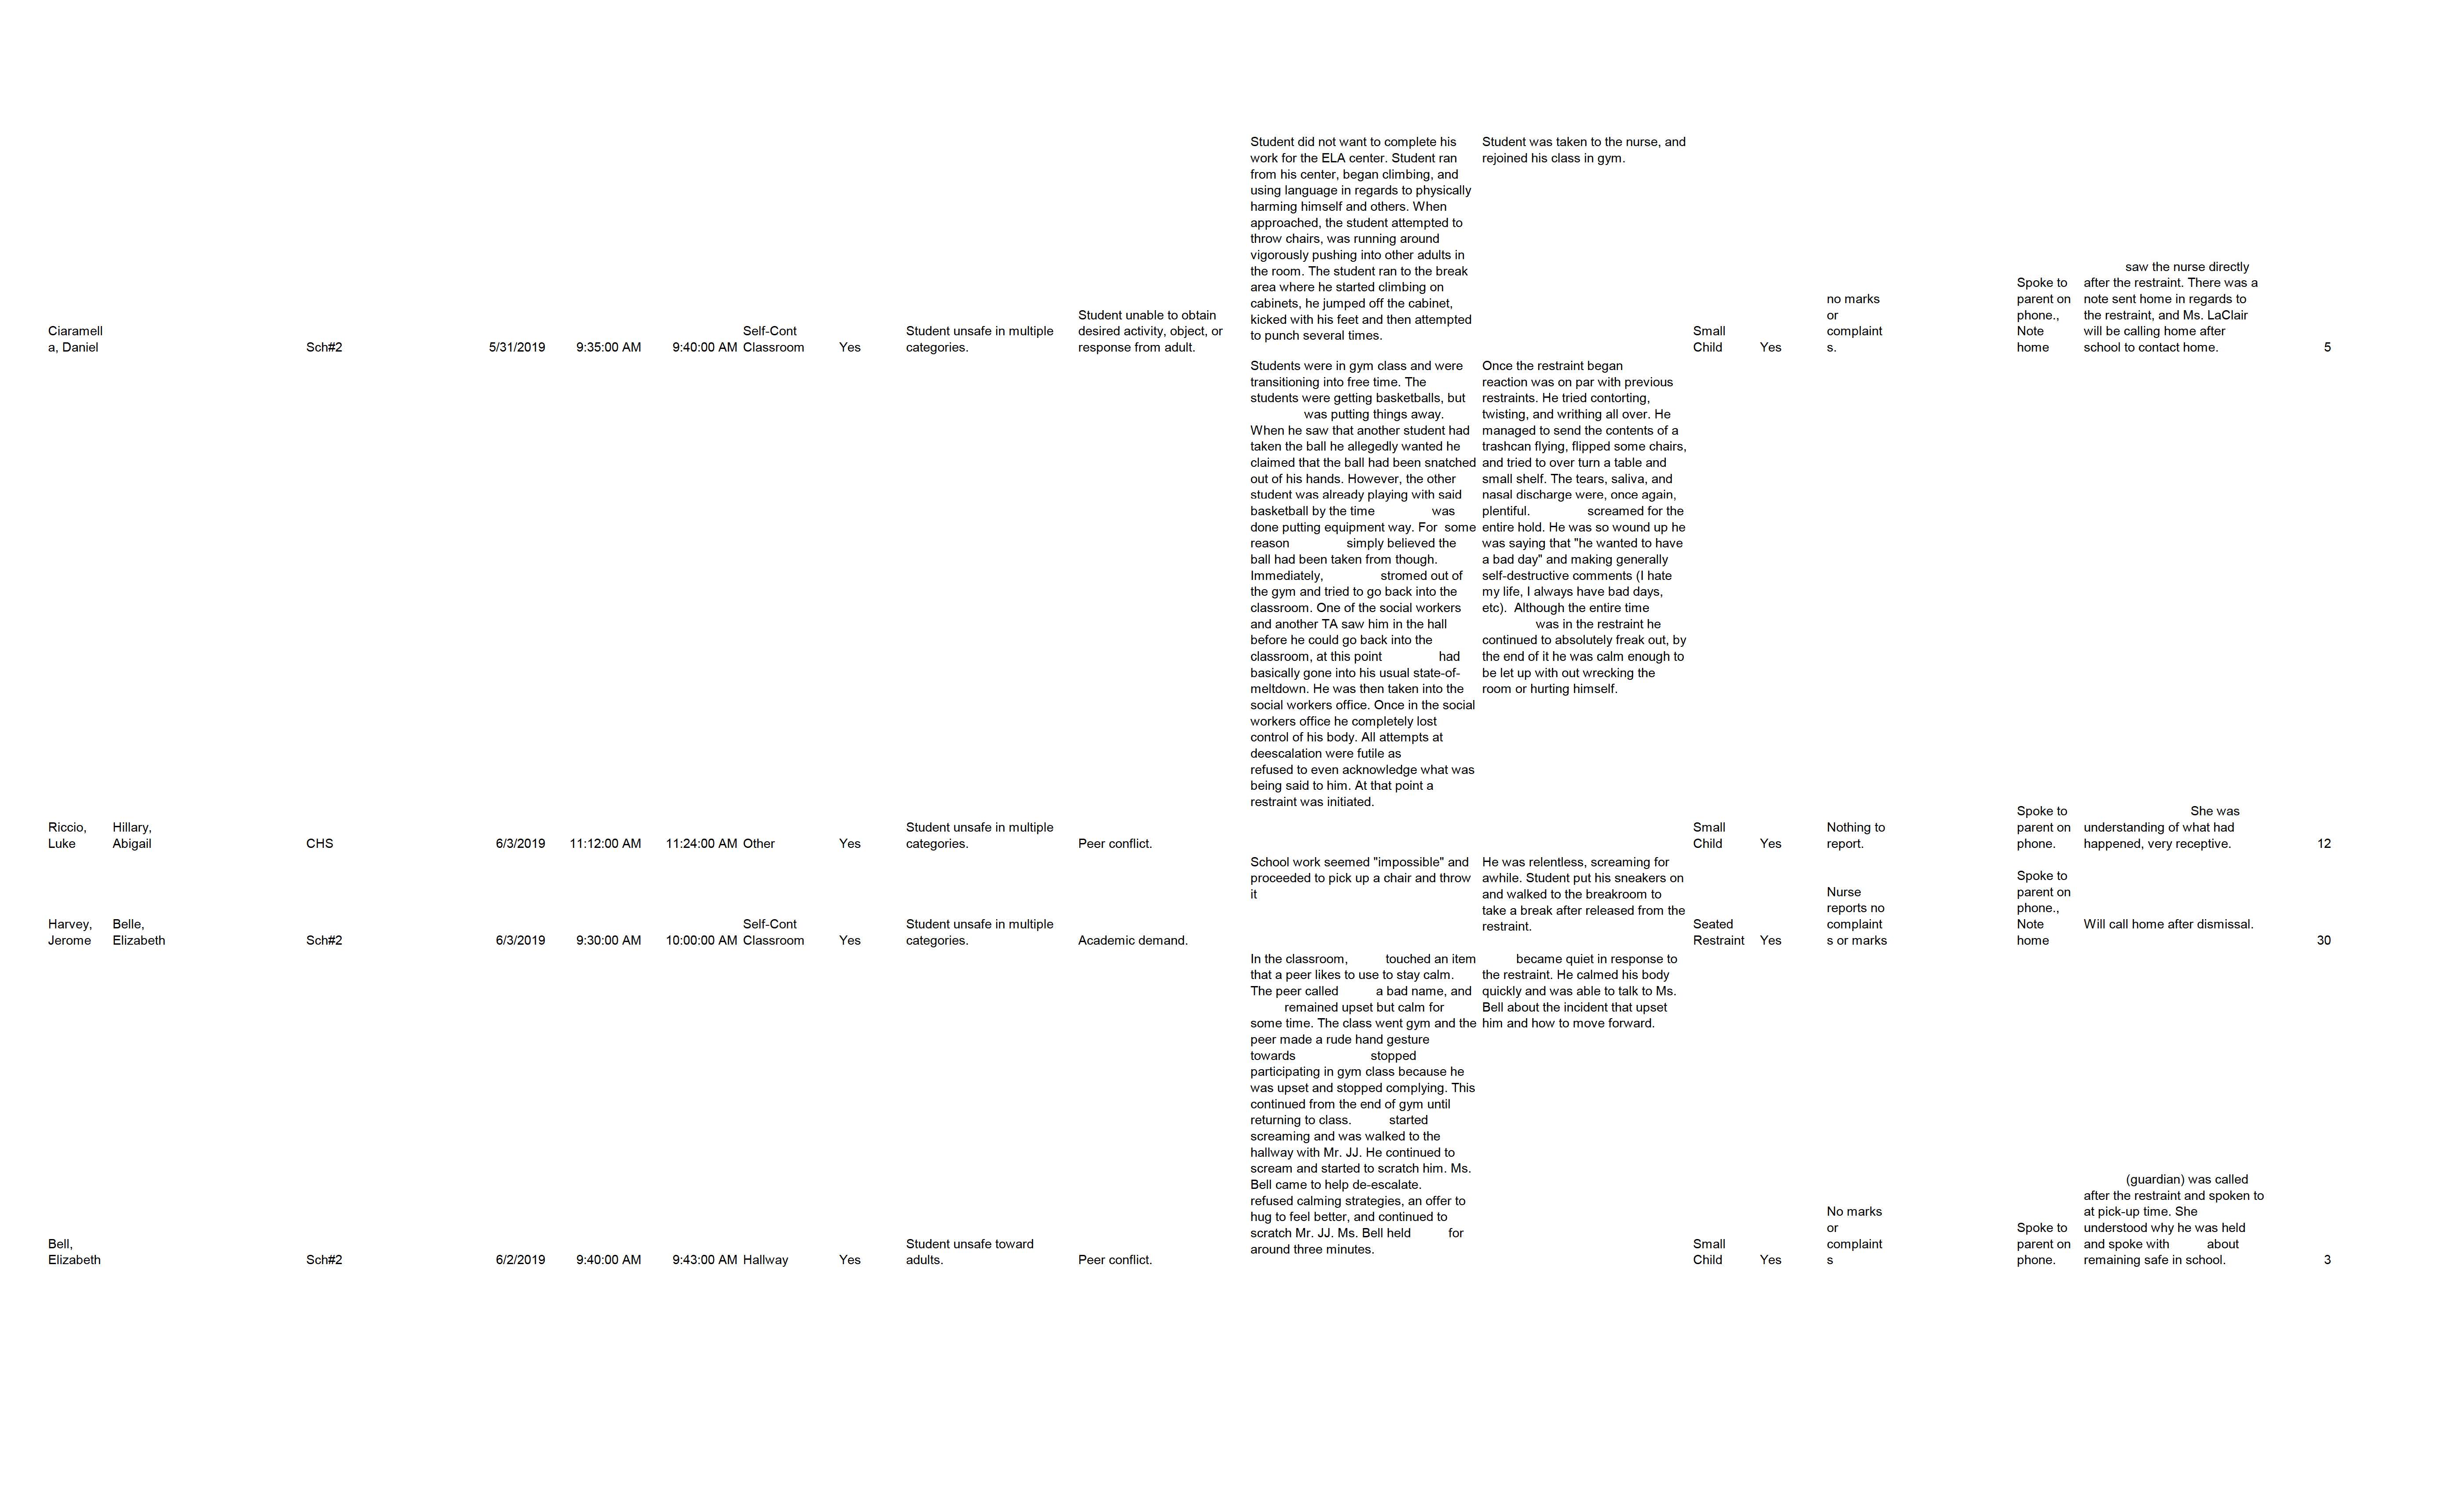 Ciaramell
a, Daniel
Sch#2
5/31/2019
9:35:00 AM
9:40:00 AM
Self-Cont
Classroom
Yes
Student unsafe in multiple
categories.
Student unable to obtain
desired activity, object, or
response from adult.
Student did not want to complete his
work for the ELA center. Student ran
from his center, began climbing, and
using language in regards to physically
harming himself and others. When
approached, the student attempted to
throw chairs, was running around
vigorously pushing into other adults in
the room. The student ran to the break
area where he started climbing on
cabinets, he jumped off the cabinet,
kicked with his feet and then attempted
to punch several times.
Student was taken to the nurse, and
rejoined his class in gym.
Small
Child
Yes
no marks
or
complaint
s.
Spoke to
parent on
phone.,
Note
home
saw the nurse directly
after the restraint. There was a
note sent home in regards to
the restraint, and Ms. LaClair
will be calling home after
school to contact home.
5
Riccio,
Luke
Hillary,
Abigail
CHS
6/3/2019
11:12:00 AM
11:24:00 AM
Other
Yes
Student unsafe in multiple
categories.
Peer conflict.
Students were in gym class and were
transitioning into free time. The
students were getting basketballs, but
was putting things away.
When he saw that another student had
taken the ball he allegedly wanted he
claimed that the ball had been snatched
out of his hands. However, the other
student was already playing with said
basketball by the time was
done putting equipment way. For  some
reason simply believed the
ball had been taken from though.
Immediately, stromed out of
the gym and tried to go back into the
classroom. One of the social workers
and another TA saw him in the hall
before he could go back into the
classroom, at this point had
basically gone into his usual state-of-
meltdown. He was then taken into the
social workers office. Once in the social
workers office he completely lost
control of his body. All attempts at
deescalation were futile as
refused to even acknowledge what was
being said to him. At that point a
restraint was initiated.
Once the restraint began
reaction was on par with previous
restraints. He tried contorting,
twisting, and writhing all over. He
managed to send the contents of a
trashcan flying, flipped some chairs,
and tried to over turn a table and
small shelf. The tears, saliva, and
nasal discharge were, once again,
plentiful. screamed for the
entire hold. He was so wound up he
was saying that "he wanted to have
a bad day" and making generally
self-destructive comments (I hate
my life, I always have bad days,
etc).  Although the entire time
was in the restraint he
continued to absolutely freak out, by
the end of it he was calm enough to
be let up with out wrecking the
room or hurting himself.
Small
Child
Yes
Nothing to
report.
Spoke to
parent on
phone.
She was
understanding of what had
happened, very receptive.
12
Harvey,
Jerome
Belle,
Elizabeth
Sch#2
6/3/2019
9:30:00 AM
10:00:00 AM
Self-Cont
Classroom
Yes
Student unsafe in multiple
categories.
Academic demand.
School work seemed "impossible" and
proceeded to pick up a chair and throw
it
He was relentless, screaming for
awhile. Student put his sneakers on
and walked to the breakroom to
take a break after released from the
restraint.
Seated
Restraint
Yes
Nurse
reports no
complaint
s or marks
Spoke to
parent on
phone.,
Note
home
Will call home after dismissal.
30
Bell,
Elizabeth
Sch#2
6/2/2019
9:40:00 AM
9:43:00 AM
Hallway
Yes
Student unsafe toward
adults.
Peer conflict.
In the classroom, touched an item
that a peer likes to use to stay calm.
The peer called a bad name, and
remained upset but calm for
some time. The class went gym and the
peer made a rude hand gesture
towards stopped
participating in gym class because he
was upset and stopped complying. This
continued from the end of gym until
returning to class. started
screaming and was walked to the
hallway with Mr. JJ. He continued to
scream and started to scratch him. Ms.
Bell came to help de-escalate.
refused calming strategies, an offer to
hug to feel better, and continued to
scratch Mr. JJ. Ms. Bell held for
around three minutes.
became quiet in response to
the restraint. He calmed his body
quickly and was able to talk to Ms.
Bell about the incident that upset
him and how to move forward.
Small
Child
Yes
No marks
or
complaint
s
Spoke to
parent on
phone.
(guardian) was called
after the restraint and spoken to
at pick-up time. She
understood why he was held
and spoke with about
remaining safe in school.
3